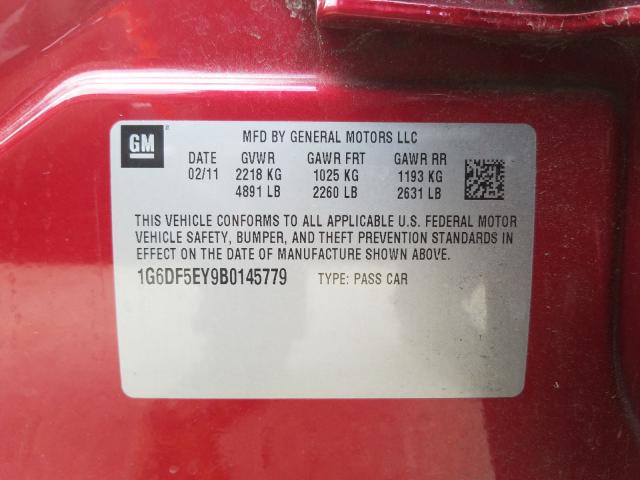 GM
MFD BY GENERAL MOTORS LLC
DATE GVWR GAWR FRT GAWR RR
02/11 2218 KG 1025 KG 1193 KG
4891 LB 2260 LB 2631 LB
THIS VEHICLE CONFORMS TO ALL APPLICABLE U.S. FEDERAL MOTOR
VEHICLE SAFETY, BUMPER, AND THEFT PREVENTION STANDARDS IN
EFFECT ON THE DATE OF MANUFACTURE SHOWN ABOVE.
1G6DF5EY9B0145779 TYPE: PASS CAR